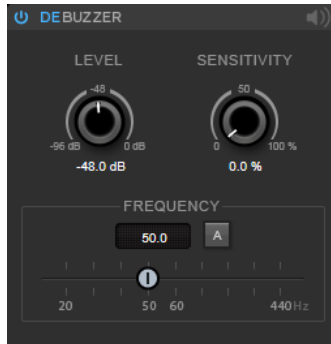 DEBUZZER
LEVEL SENSITIVITY
-48 50
-96 dB 0 dB 0 100 %
-48.0 dB 0.0 %
FREQUENCY
50.0 A
20 50 60 440 Hz